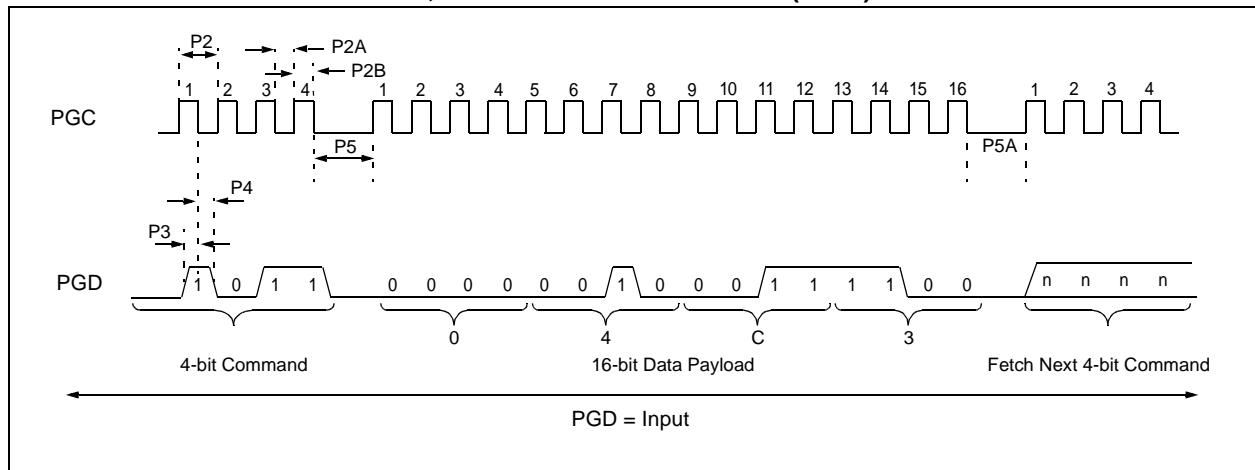 P2
P2A
P2B
1 2 3 4 1 2 3 4 5 6 7 8 9 10 11 12 13 14 15 16 1 2 3 4
PGC
P5
P5A
P4
P3
PGD
1 0 1 1 0 0 0 0 0 0 1 0 0 0 1 1 1 1 0 0 n n n n
0 4 C 3
4-bit Command 16-bit Data Payload Fetch Next 4-bit Command
PGD = Input